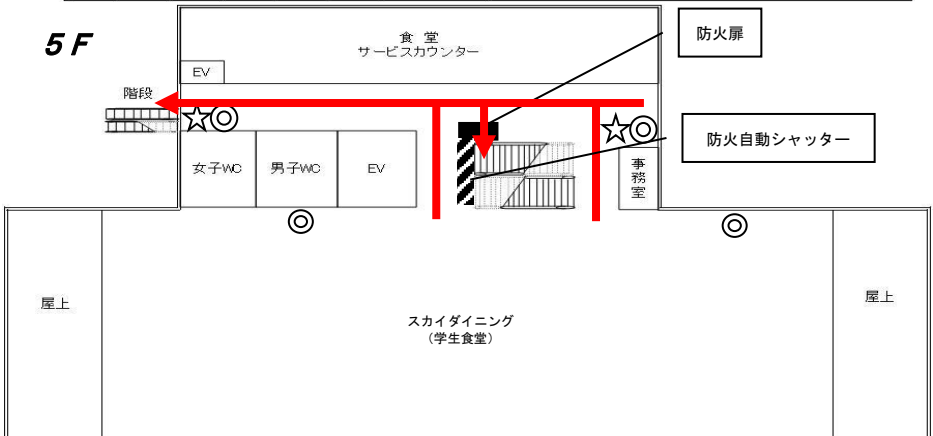 5F
食 堂
サービスカウンター
防火扉
EV
階段
防火自動シャッター
女子WC
男子WC
EV
事務室
屋上
屋上
スカイダイニング
(学生食堂)